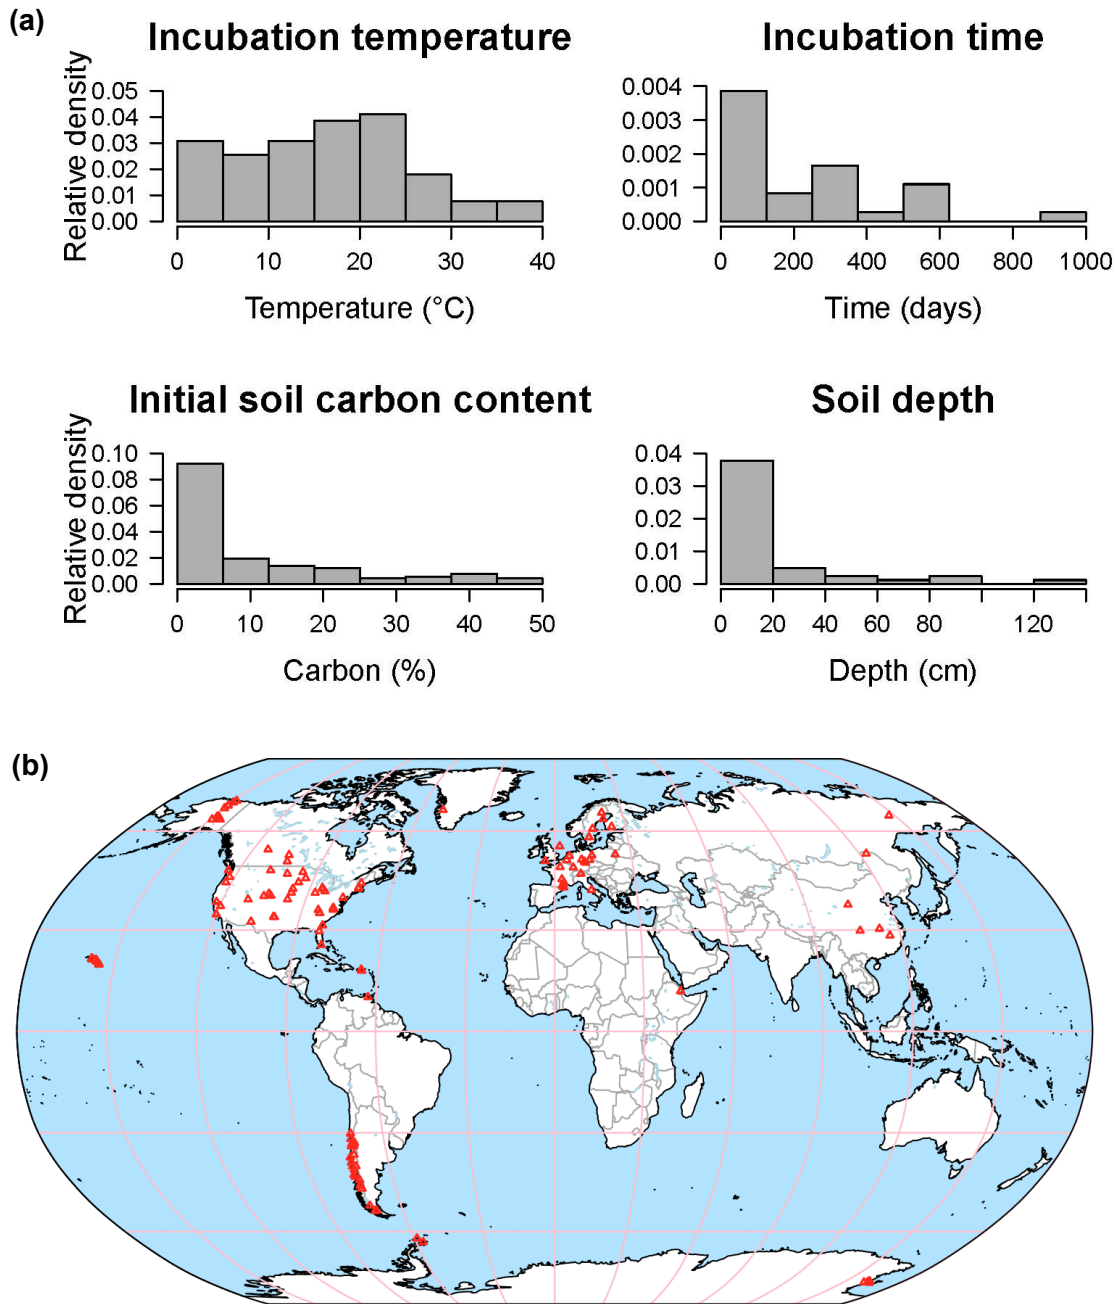 (a)
Incubation temperature
Relative density
0.05
0.04
0.03
0.02
0.01
0.00
0 10 20 30 40
Temperature (°C)
Incubation time
0.004
0.003
0.002
0.001
0.000
0 200 400 600 800 1000
Time (days)
Initial soil carbon content
Relative density
0.10
0.08
0.06
0.04
0.02
0.00
0 10 20 30 40 50
Carbon (%)
Soil depth
0.04
0.03
0.02
0.01
0.00
0 20 40 60 80 120
Depth (cm)
(b)